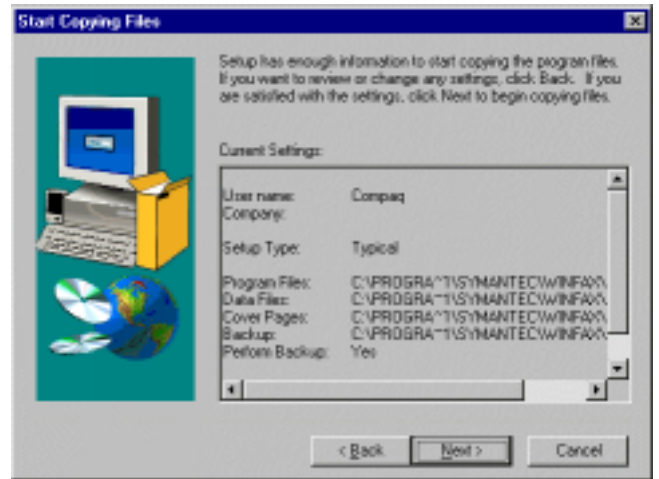 Start Copying Files
Setup has enough information to start copying the program files.
If you want to review or change any settings, click Back. If you
are satisfied with the settings, click Next to begin copying files.
Current Settings:
User name: Compaq
Company:
Setup Type: Typical
Program Files: C:\PROGRA~1\SYMANTEC\WINFAX\
Data Files: C:\PROGRA~1\SYMANTEC\WINFAX\
Cover Pages: C:\PROGRA~1\SYMANTEC\WINFAX\
Backup: C:\PROGRA~1\SYMANTEC\WINFAX\
Perform Backup: Yes
< Back Next > Cancel